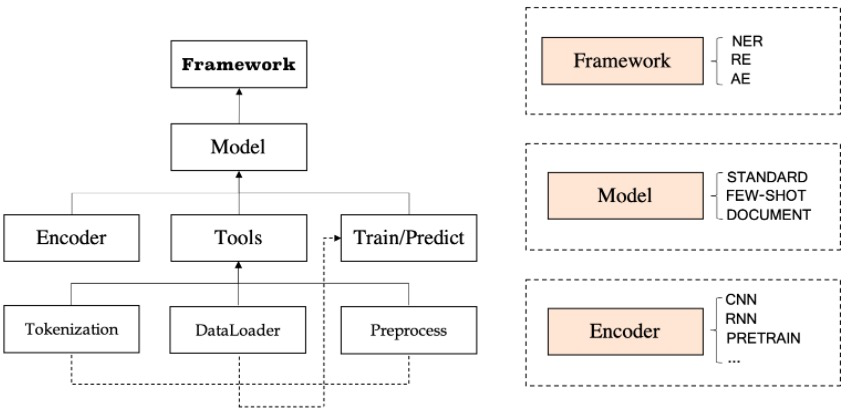 Framework
Model
Encoder
Tools
Train/Predict
Tokenization
DataLoader
Preprocess
Framework
NER
RE
AE
Model
STANDARD
FEW-SHOT
DOCUMENT
Encoder
CNN
RNN
PRETRAIN
...